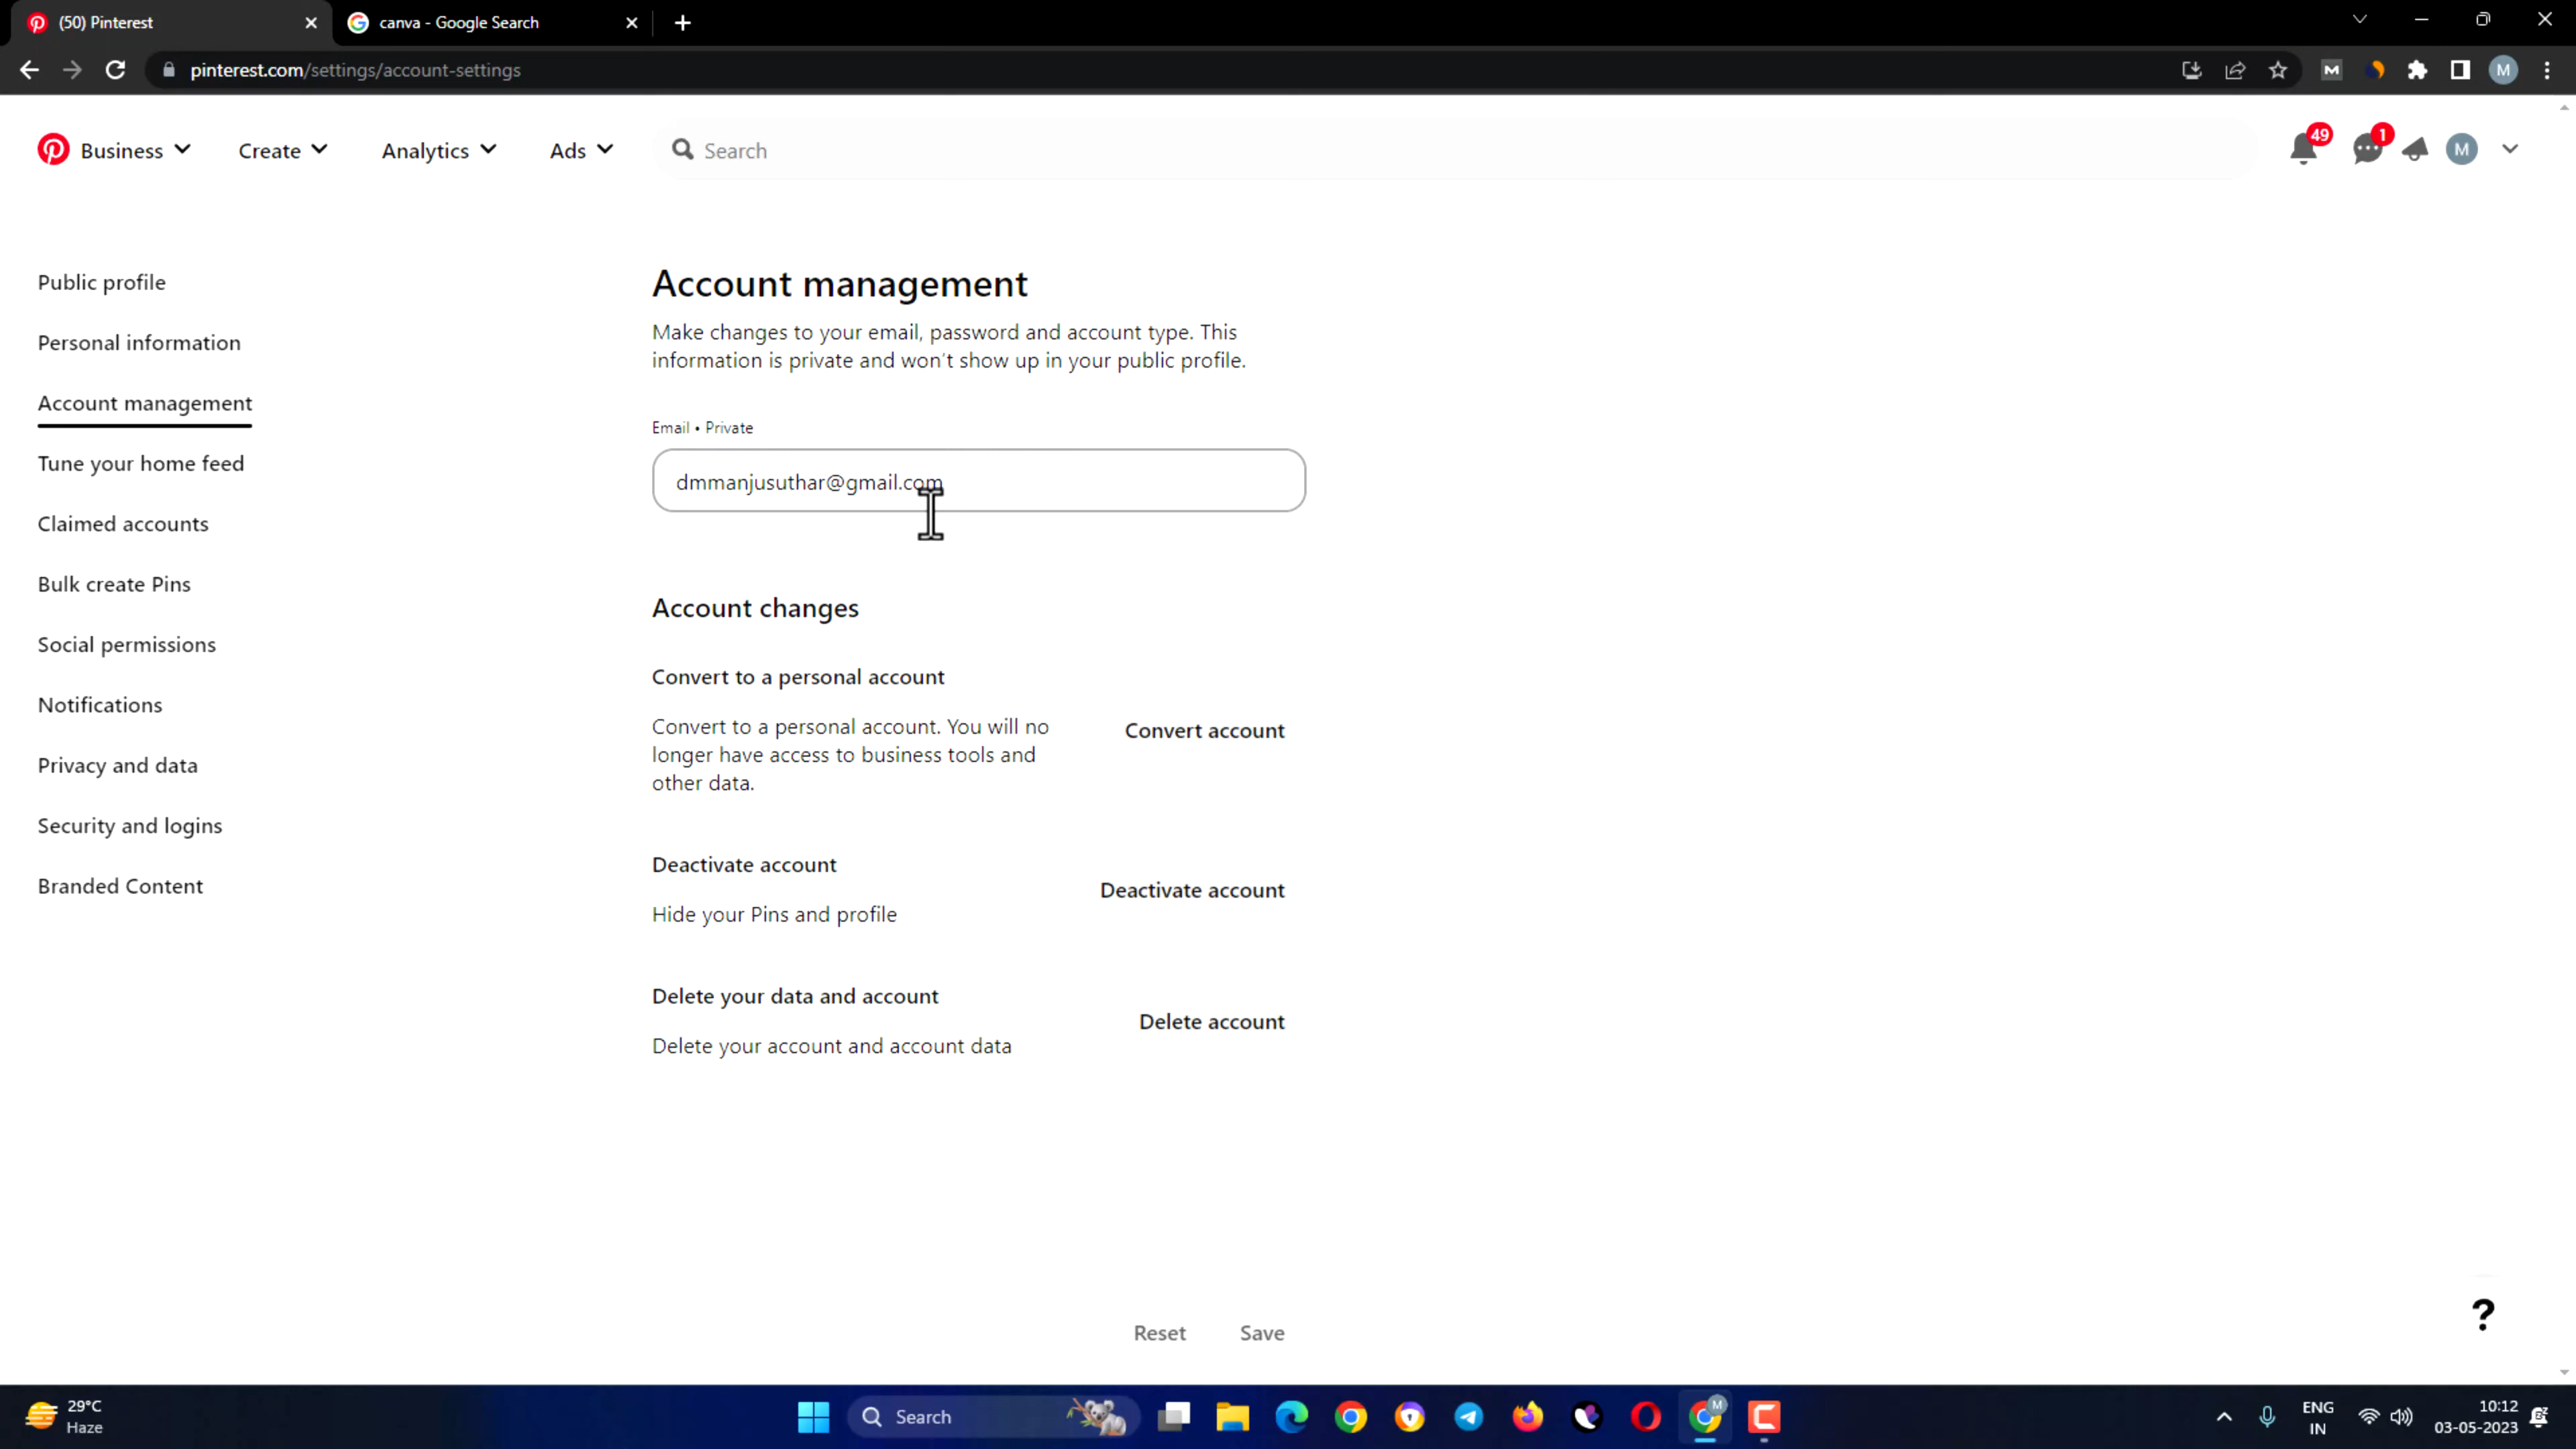 (50) Pinterest
canva - Google Search
pinterest.com/settings/account-settings
M
M
Business
Create
Analytics
Ads
Search
49
1
M
Public profile
Personal information
Account management
Tune your home feed
Claimed accounts
Bulk create Pins
Social permissions
Notifications
Privacy and data
Security and logins
Branded Content
Account management
Make changes to your email, password and account type. This
information is private and won't show up in your public profile.
Email • Private
dmmanjusuthar@gmail.com
Account changes
Convert to a personal account
Convert to a personal account. You will no
longer have access to business tools and
other data.
Convert account
Deactivate account
Hide your Pins and profile
Deactivate account
Delete your data and account
Delete your account and account data
Delete account
Reset
Save
?
29°C
Haze
Search
M
ENG
IN
10:12
03-05-2023